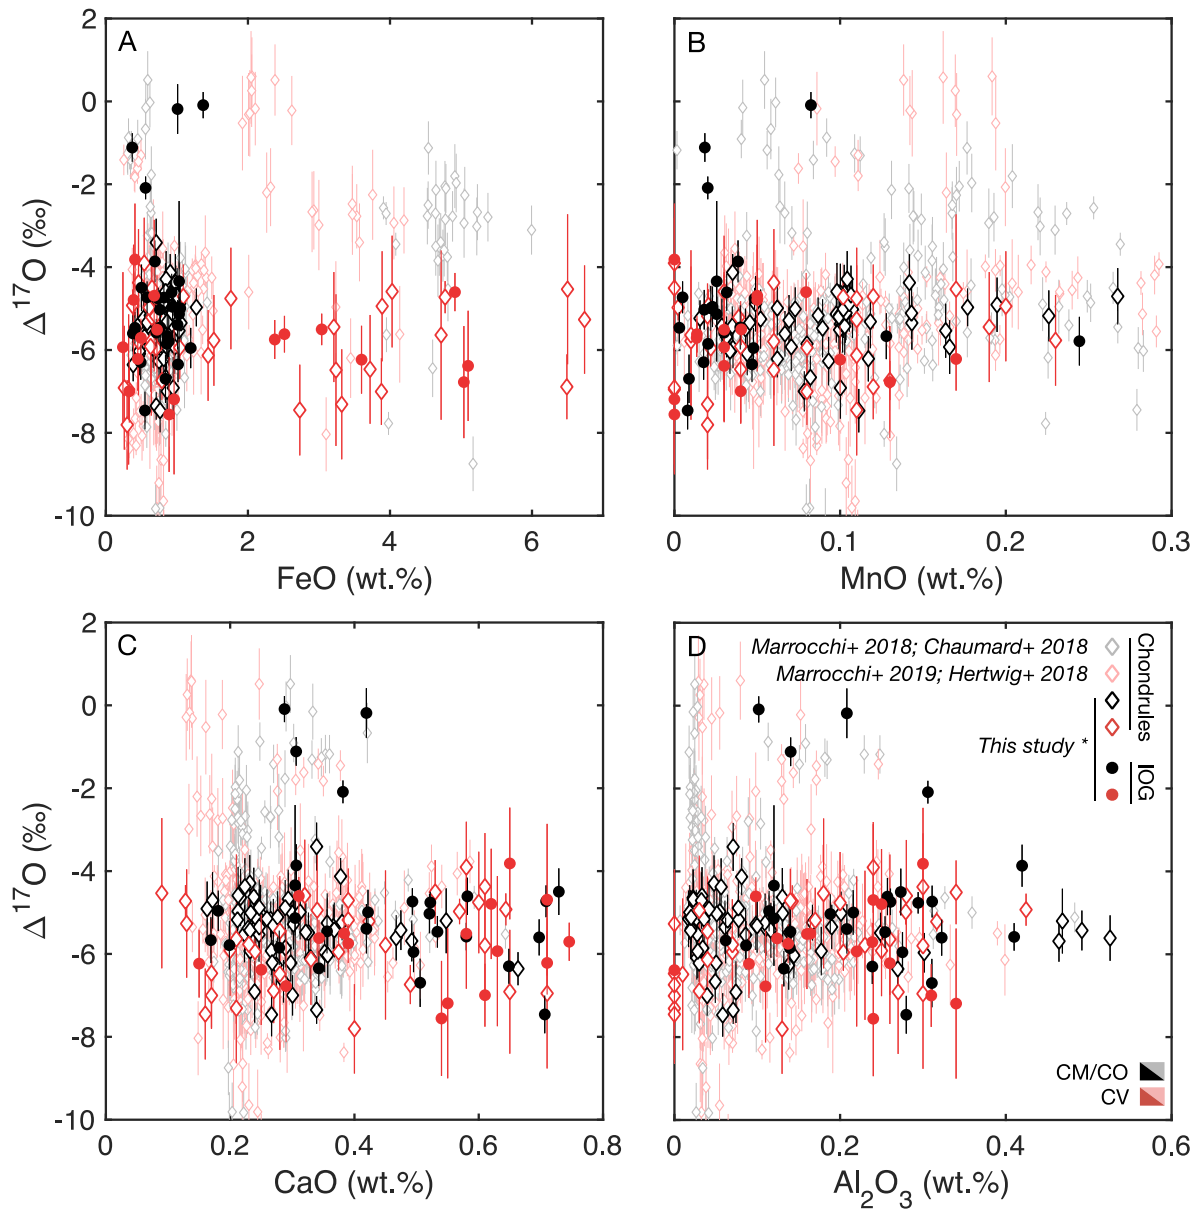 A
2
0
-2
-4
-6
-8
-10
Δ 17O (‰)
0
2
4
6
FeO (wt.%)
B
0
0.1
0.2
0.3
MnO (wt.%)
C
2
0
-2
-4
-6
-8
-10
Δ 17O (‰)
0
0.2
0.4
0.6
0.8
CaO (wt.%)
D
Marrocchi+ 2018; Chaumard+ 2018
Marrocchi+ 2019; Hertwig+ 2018
This study *
Chondrules
IOG
CM/CO
CV
0
0.2
0.4
0.6
Al2O3 (wt.%)